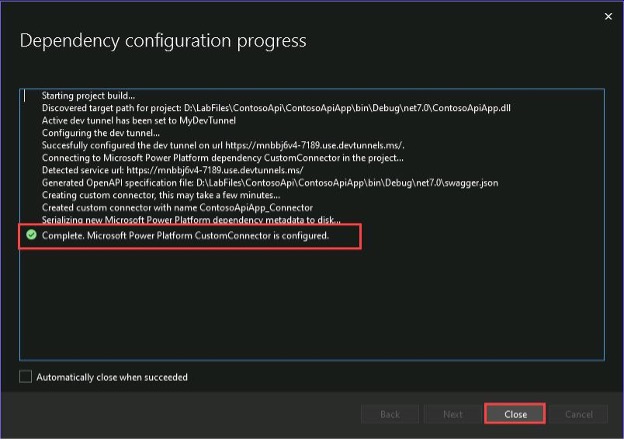 Dependency configuration progress
Starting project build...
Discovered target path for project: D:\LabFiles\ContosoApi\ContosoApiApp\bin\Debug\net7.0\ContosoApiApp.dll
Active dev tunnel has been set to MyDevTunnel
Configuring the dev tunnel...
Succesfully configured the dev tunnel on url https://mnbbj6v4-7189.use.devtunnels.ms/.
Connecting to Microsoft Power Platform dependency CustomConnector in the project...
Detected service url: https://mnbbj6v4-7189.use.devtunnels.ms/
Generated OpenAPI specification file: D:\LabFiles\ContosoApi\ContosoApiApp\bin\Debug\net7.0\swagger.json
Creating custom connector, this may take a few minutes...
Created custom connector with name ContosoApiApp_Connector
Serializing new Microsoft Power Platform dependency metadata to disk...
Complete. Microsoft Power Platform CustomConnector is configured.
Automatically close when succeeded
Back Next Close Cancel